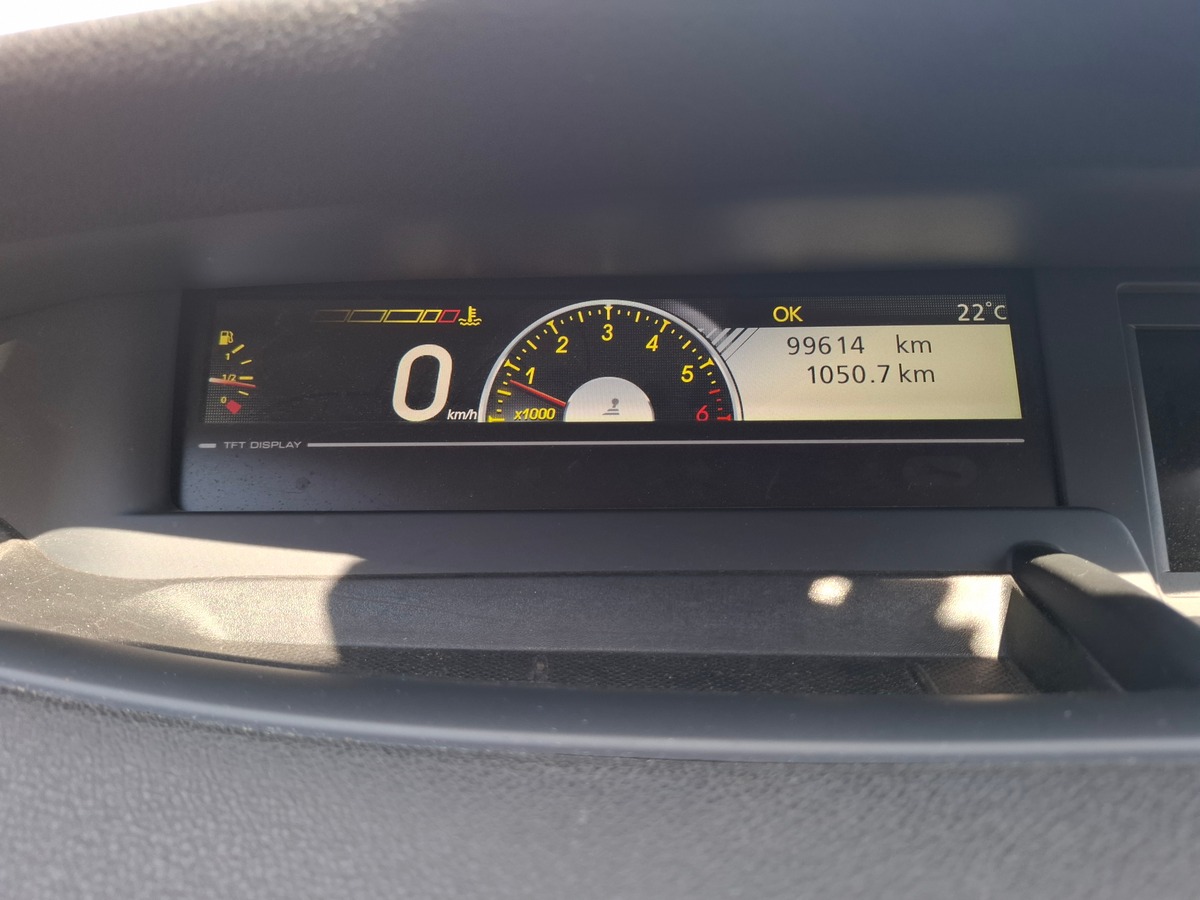 OK 22°C
99614 km
1050.7 km
1
1/2
0
0 km/h
1 2 3 4 5 6
x1000
TFT DISPLAY